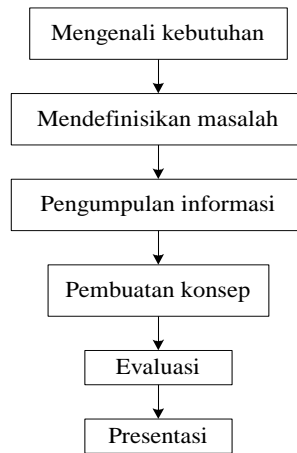 Mengenali kebutuhan
Mendefinisikan masalah
Pengumpulan informasi
Pembuatan konsep
Evaluasi
Presentasi